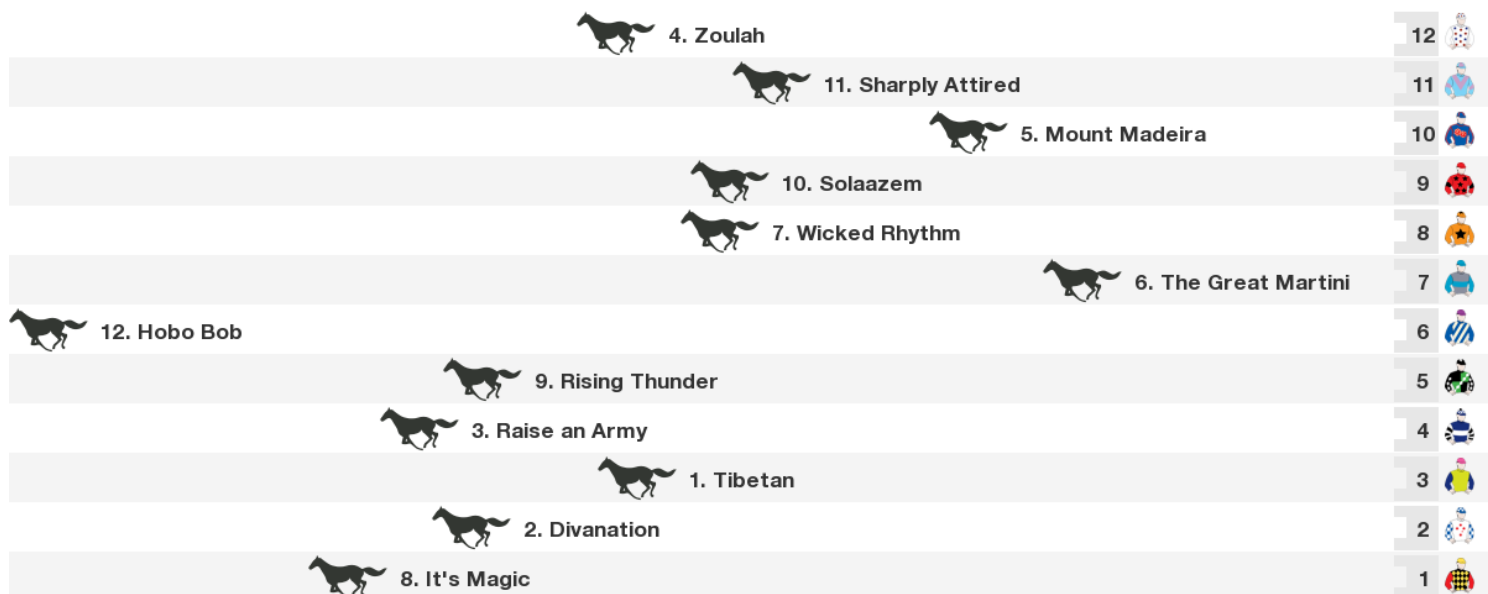 4. Zoulah 12
11. Sharply Attired 11
5. Mount Madeira 10
10. Solaazem 9
7. Wicked Rhythm 8
6. The Great Martini 7
12. Hobo Bob 6
9. Rising Thunder 5
3. Raise an Army 4
1. Tibetan 3
2. Divanation 2
8. It's Magic 1